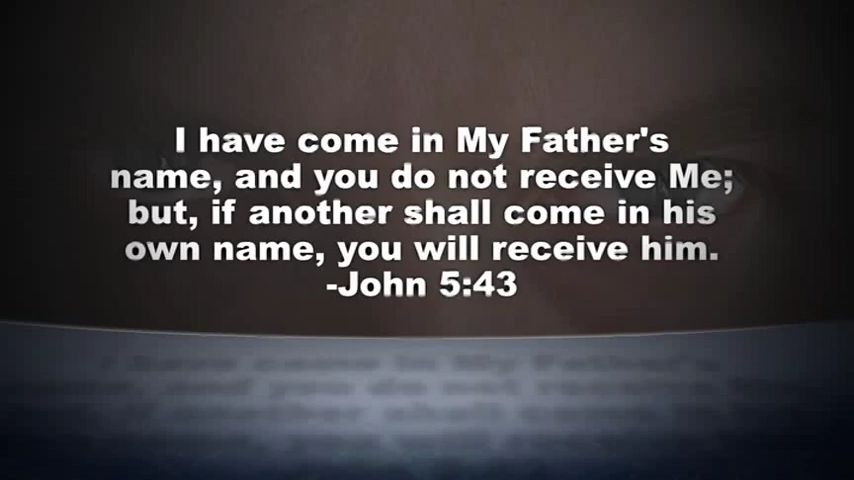 I have come in My Father's
name, and you do not receive Me;
but, if another shall come in his
own name, you will receive him.
-John 5:43